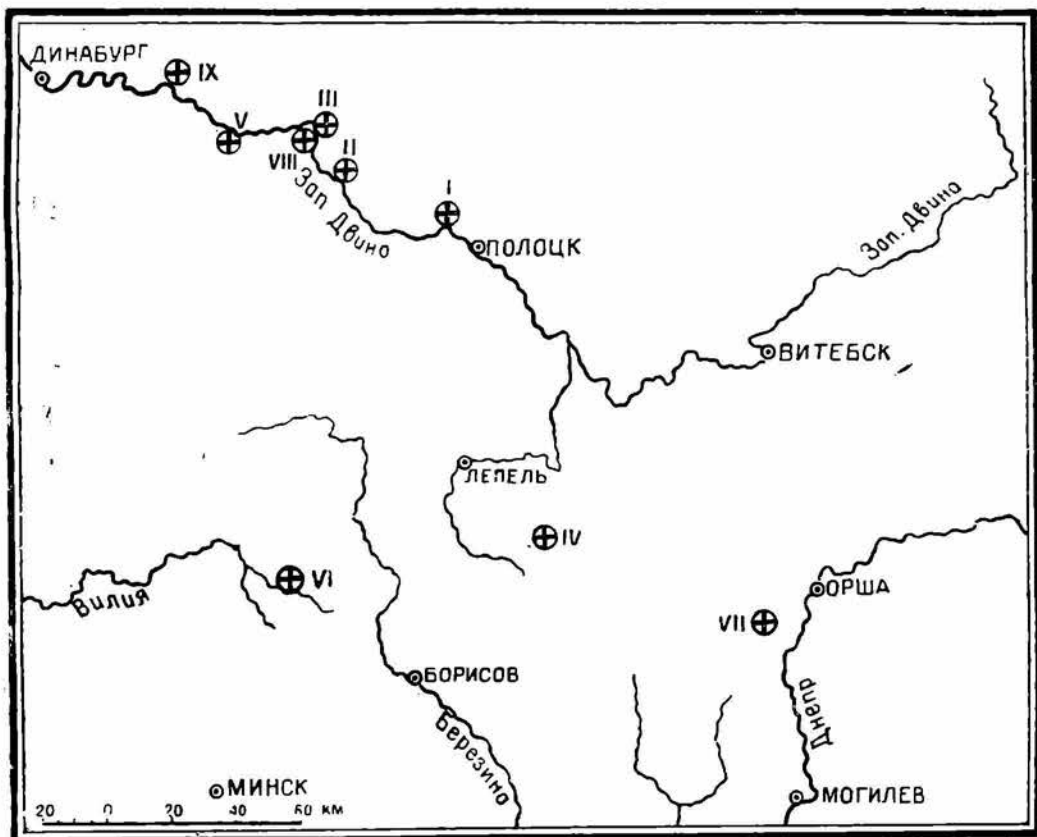 ДИНАБУРГ
IX
III
V
II
VIII
Зап. Двина
I
ПОЛОЦК
Зап. Двина
ВИТЕБСК
ЛЕПЕЛЬ
IV
VI
Вилия
ОРША
VII
БОРИСОВ
Березина
Днепр
МИНСК
МОГИЛЕВ
20 0 20 40 60 КМ